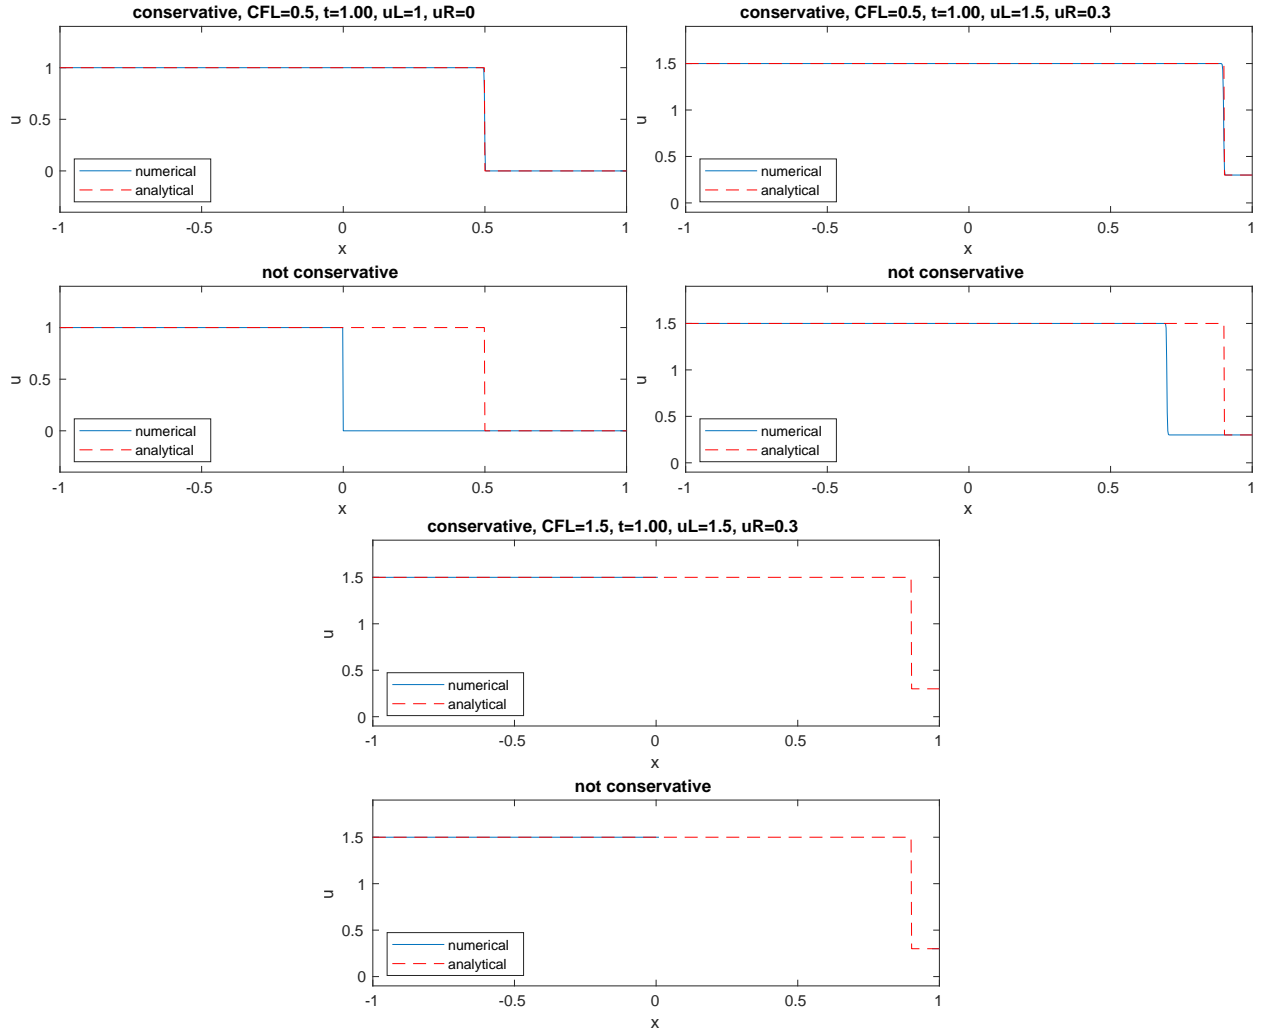 conservative, CFL=0.5, t=1.00, uL=1, uR=0
u
1
0.5
0
numerical
analytical
-1 -0.5 0 0.5 1
x
conservative, CFL=0.5, t=1.00, uL=1.5, uR=0.3
u
1.5
1
0.5
0
numerical
analytical
-1 -0.5 0 0.5 1
x
not conservative
u
1
0.5
0
numerical
analytical
-1 -0.5 0 0.5 1
x
not conservative
u
1.5
1
0.5
0
numerical
analytical
-1 -0.5 0 0.5 1
x
conservative, CFL=1.5, t=1.00, uL=1.5, uR=0.3
u
1.5
1
0.5
0
numerical
analytical
-1 -0.5 0 0.5 1
x
not conservative
u
1.5
1
0.5
0
numerical
analytical
-1 -0.5 0 0.5 1
x